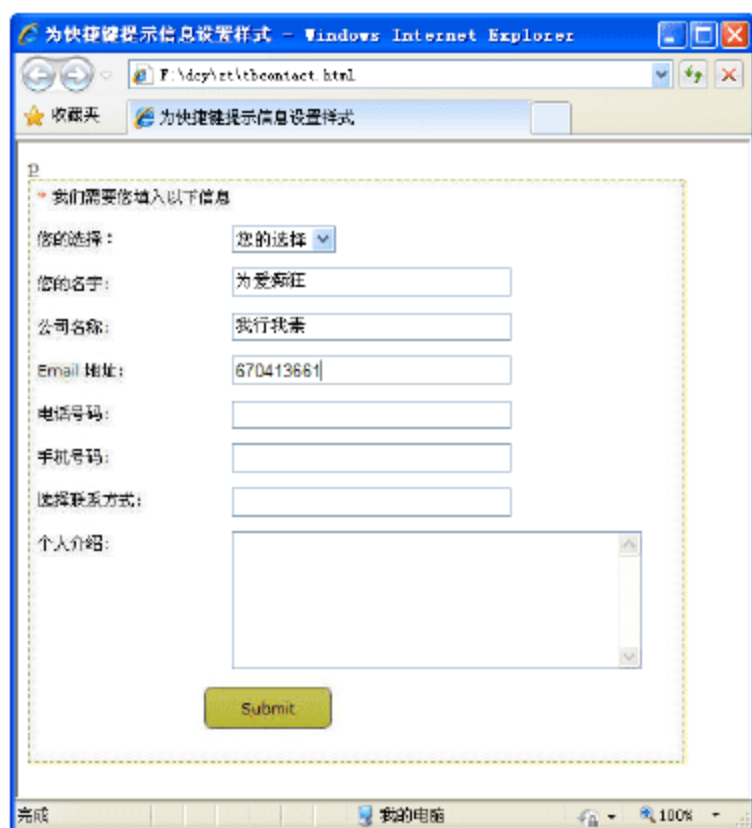 为快捷键提示信息设置样式 - Windows Internet Explorer
F:\dcy\zt\tbcontact.html
收藏夹 为快捷键提示信息设置样式
p
* 我们需要您填入以下信息
您的选择: 您的选择
您的名字: 为爱痴狂
公司名称: 我行我素
Email 地址: 670413661
电话号码:
手机号码:
选择联系方式:
个人介绍:
Submit
完成 我的电脑 100%